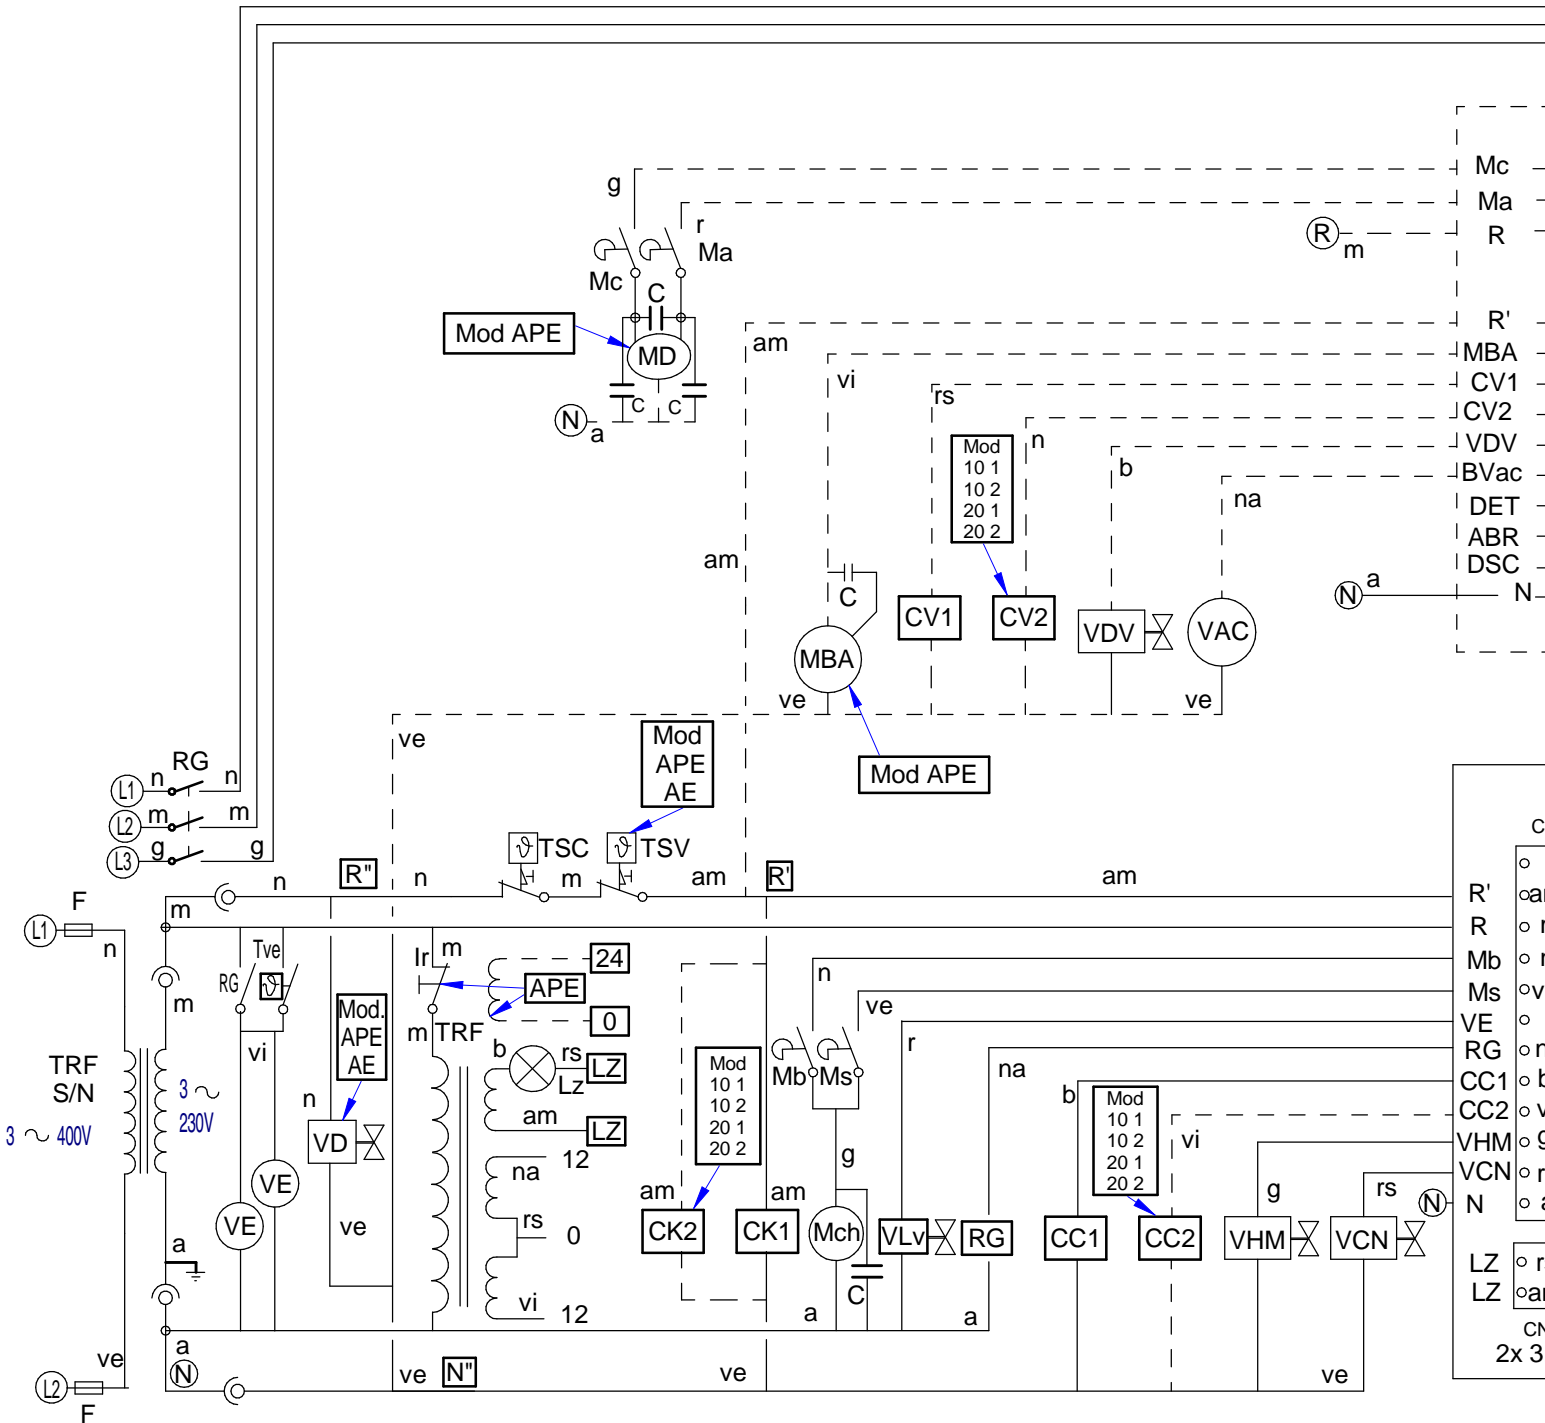 Mc
g
Ma
r
R
R
m
Ma
Mc
C
Mod APE
MD
R'
am
MBA
vi
CV1
rs
C
C
CV2
N
a
Mod
10 1
10 2
20 1
20 2
n
VDV
b
BVac
na
DET
ABR
am
DSC
a
N
N
C
CV1
CV2
VDV
VAC
MBA
ve
ve
ve
Mod
APE
AE
RG
Mod APE
L1
n
n
L2
m
m
L3
g
g
TSC
TSV
R"
n
n
m
am
R'
am
R'
F
m
L1
n
R
Tve
Ir
m
24
n
Mb
RG
APE
m
Mod.
APE
AE
ve
Ms
m
TRF
0
r
VE
vi
b
rs
LZ
Lz
Mod
10 1
10 2
20 1
20 2
Mb
Ms
na
RG
TRF
S/N
3
230V
b
Mod
10 1
10 2
20 1
20 2
CC1
n
am
LZ
CC2
3
400V
VD
vi
VHM
12
na
g
VCN
VE
am
am
g
rs
N
N
VE
ve
rs
0
CK2
CK1
Mch
VLv
RG
CC1
CC2
VHM
VCN
a
LZ
C
LZ
vi
12
a
a
a
ve
N
ve
N"
ve
ve
L2
F
CN
2x 3